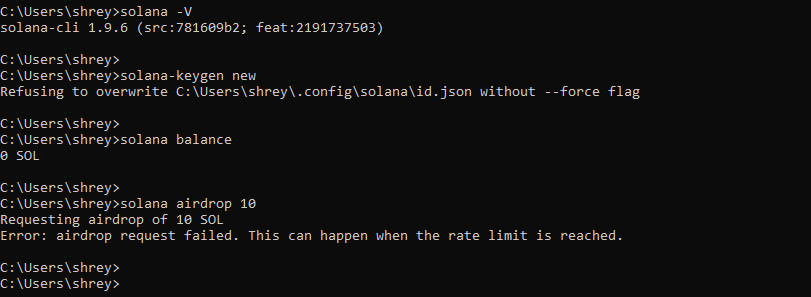 C:\Users\shrey>solana -V
solana-cli 1.9.6 (src:781609b2; feat:2191737503)
C:\Users\shrey>
C:\Users\shrey>solana-keygen new
Refusing to overwrite C:\Users\shrey\.config\solana\id.json without --force flag
C:\Users\shrey>
C:\Users\shrey>solana balance
0 SOL
C:\Users\shrey>
C:\Users\shrey>solana airdrop 10
Requesting airdrop of 10 SOL
Error: airdrop request failed. This can happen when the rate limit is reached.
C:\Users\shrey>
C:\Users\shrey>